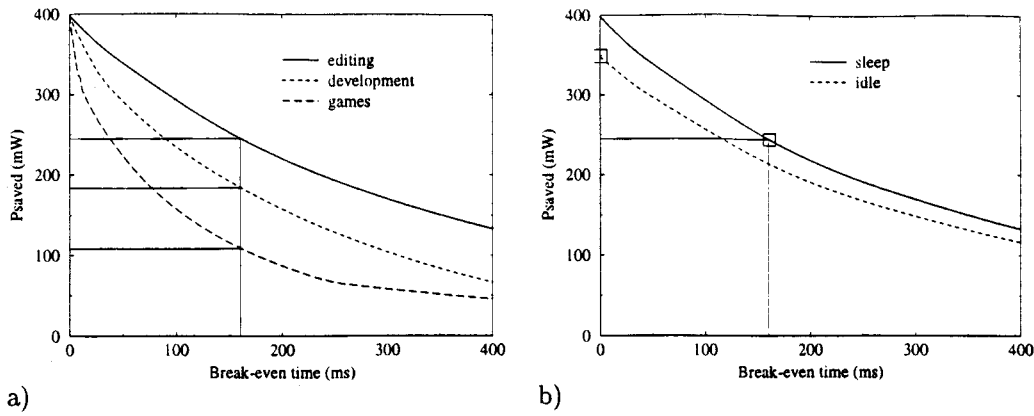 400
300
200
100
0
Psaved (mW)
editing
development
games
0 100 200 300 400
Break-even time (ms)
a)
400
300
200
100
0
Psaved (mW)
sleep
idle
0 100 200 300 400
Break-even time (ms)
b)